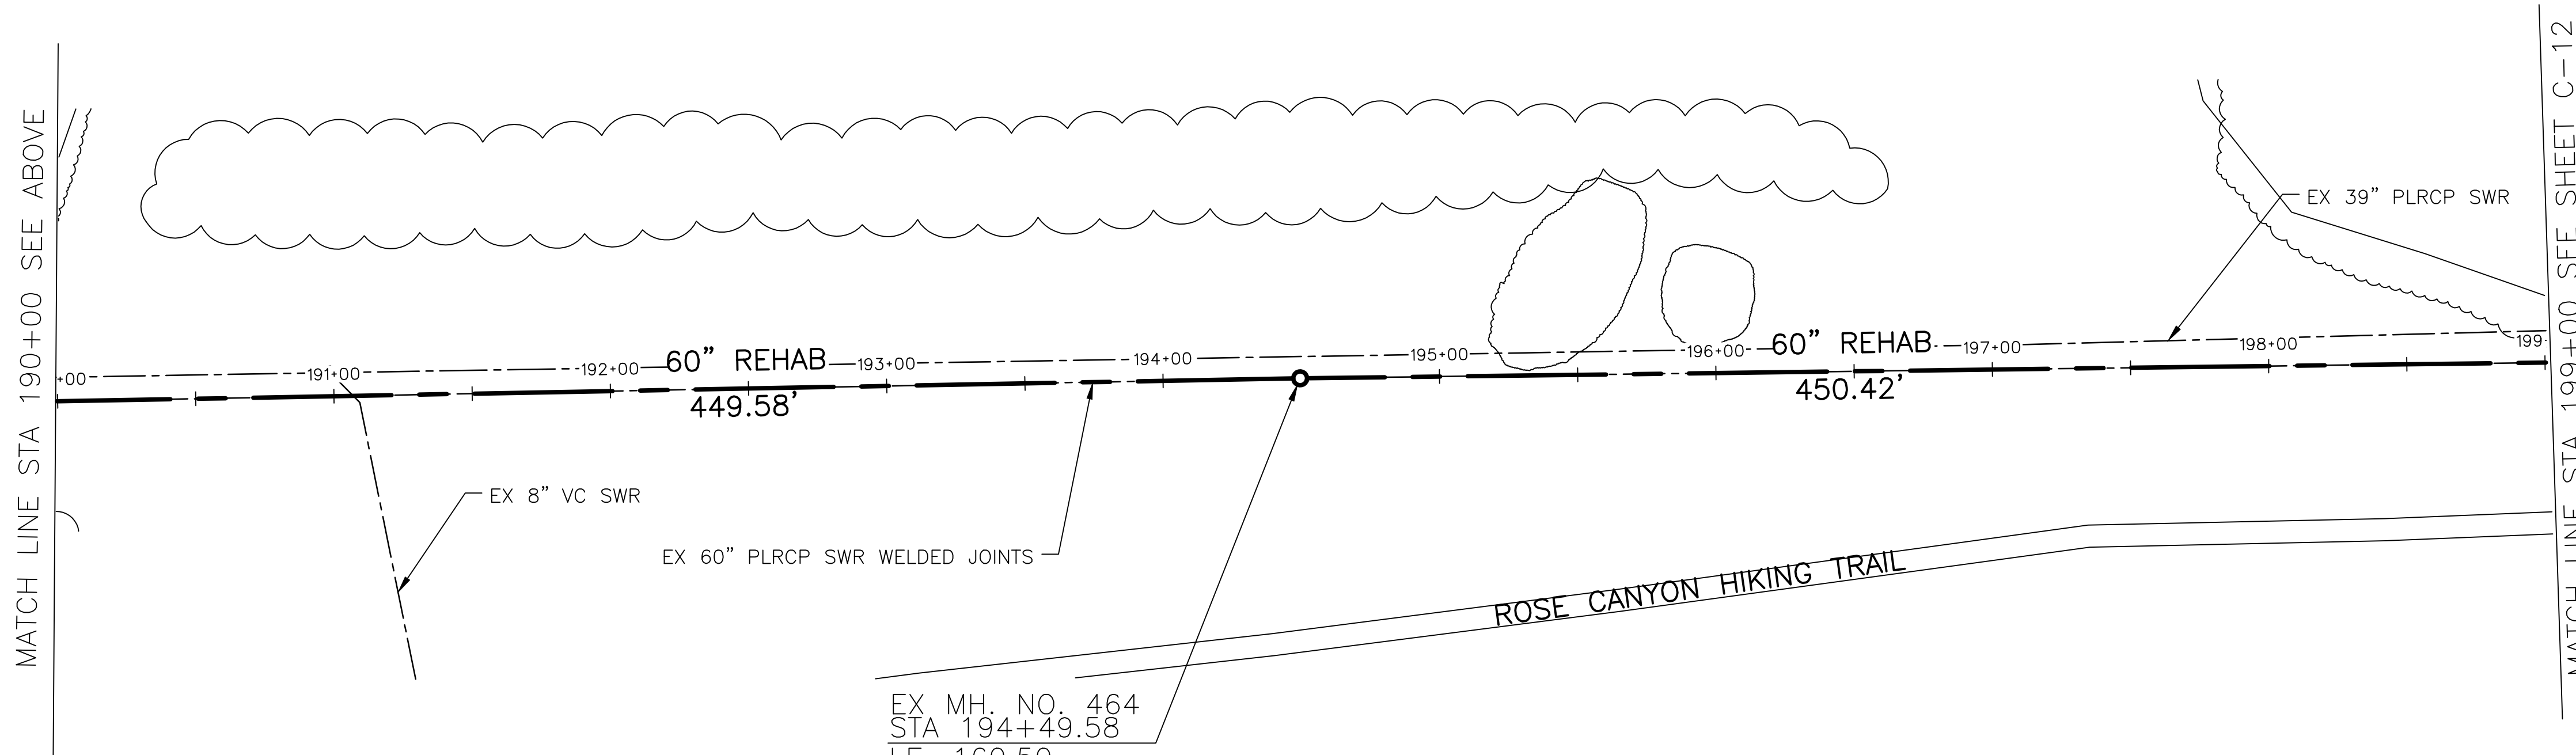 MATCH LINE STA 190+00 SEE ABOVE
MATCH LINE STA 199+00 SEE SHEET C-12
EX 39" PLRCP SWR
60" REHAB
60" REHAB
+00
191+00
192+00
193+00
194+00
195+00
196+00
197+00
198+00
199
449.58'
450.42'
EX 8" VC SWR
EX 60" PLRCP SWR WELDED JOINTS
ROSE CANYON HIKING TRAIL
EX MH. NO. 464
STA 194+49.58